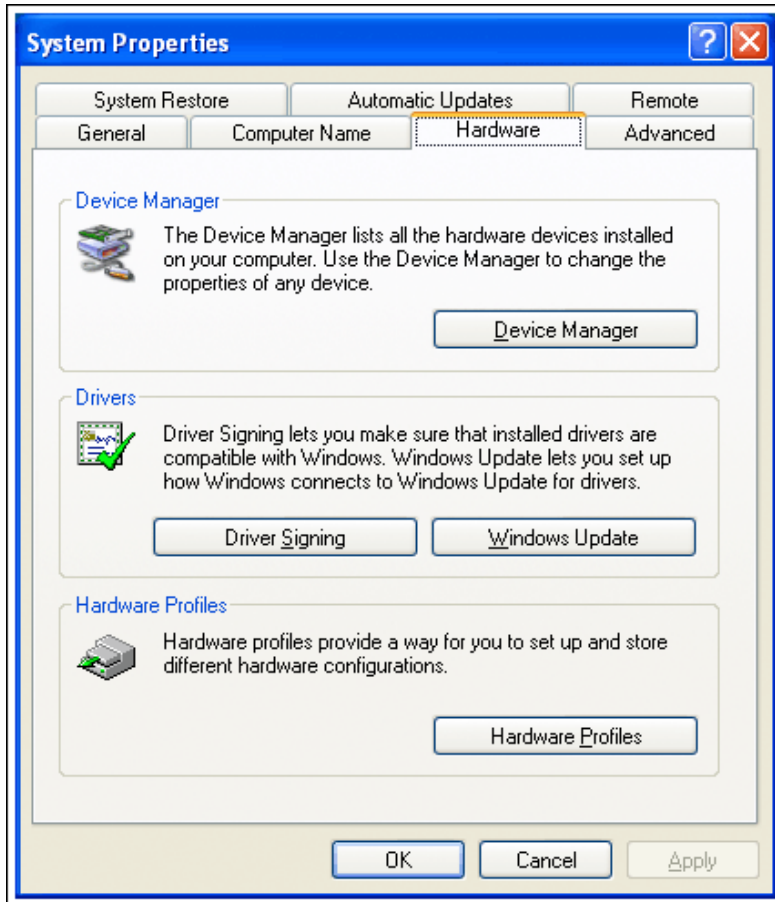 System Properties
System Restore Automatic Updates Remote
General Computer Name Hardware Advanced
Device Manager
The Device Manager lists all the hardware devices installed
on your computer. Use the Device Manager to change the
properties of any device.
Device Manager
Drivers
Driver Signing lets you make sure that installed drivers are
compatible with Windows. Windows Update lets you set up
how Windows connects to Windows Update for drivers.
Driver Signing Windows Update
Hardware Profiles
Hardware profiles provide a way for you to set up and store
different hardware configurations.
Hardware Profiles
OK Cancel Apply